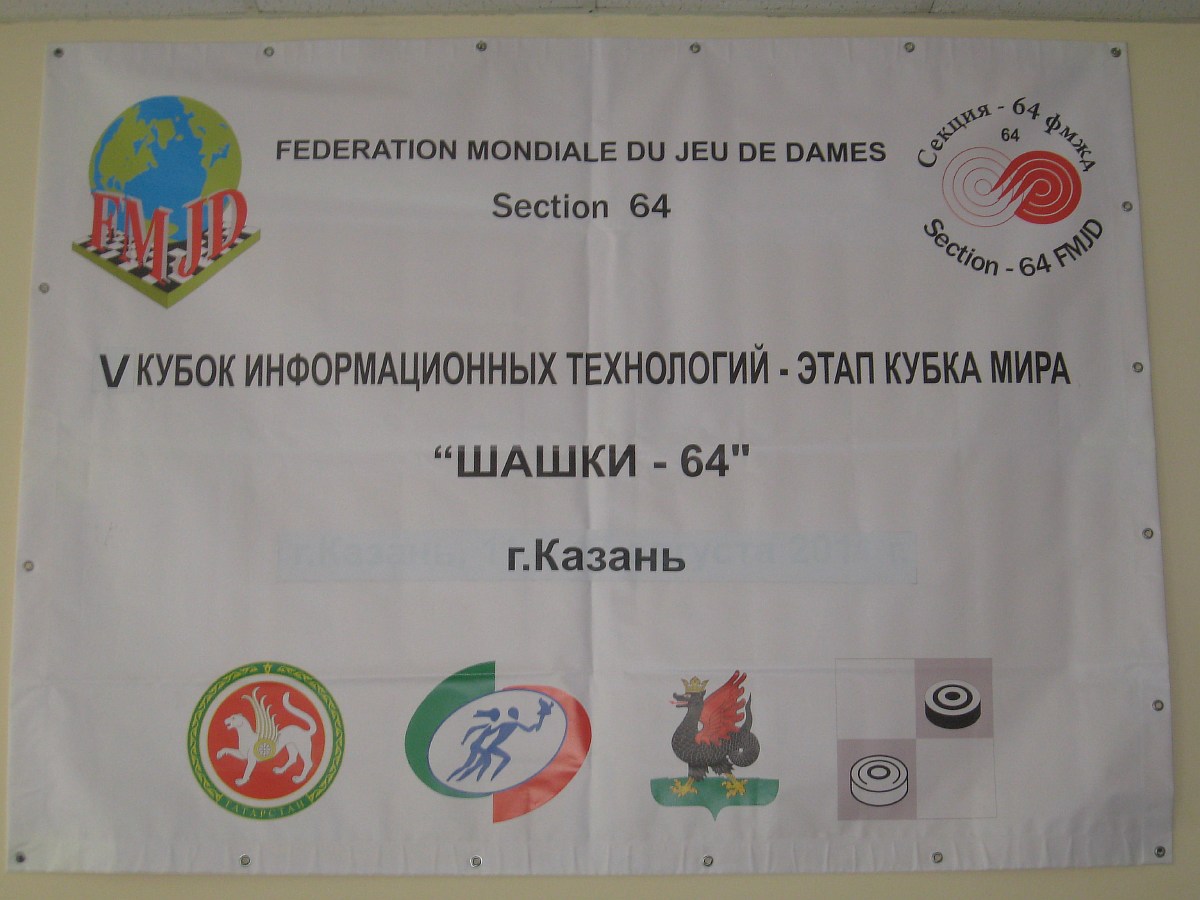 FMJD
FEDERATION MONDIALE DU JEU DE DAMES
Section 64
Секция - 64 фмжд
64
Section - 64 FMJD
V КУБОК ИНФОРМАЦИОННЫХ ТЕХНОЛОГИЙ - ЭТАП КУБКА МИРА
“ШАШКИ - 64"
г.Казань
ТАТАРСТАН